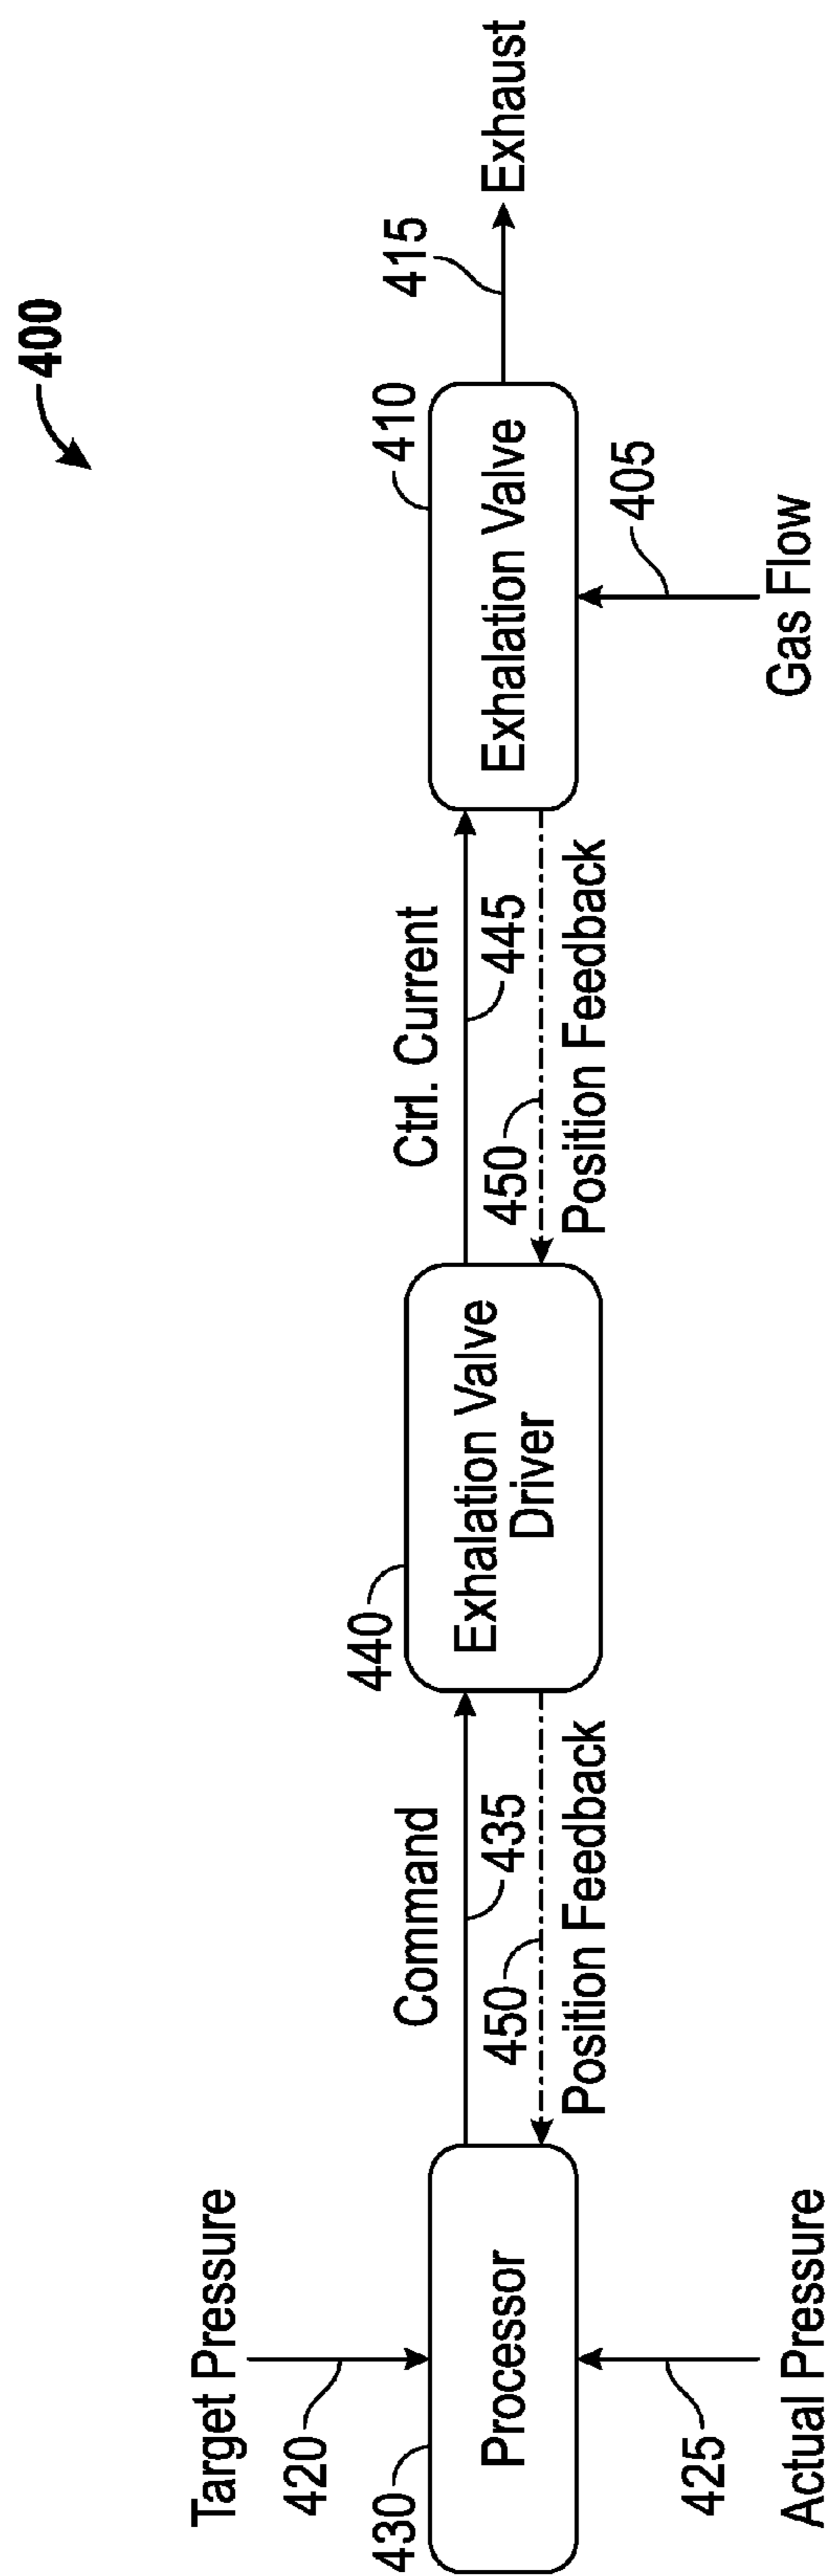 400
Target Pressure
420
430
Processor
425
Actual Pressure
Command
435
450
Position Feedback
440
Exhalation Valve
Driver
Ctrl. Current
445
450
Position Feedback
410
Exhalation Valve
405
Gas Flow
415
Exhaust